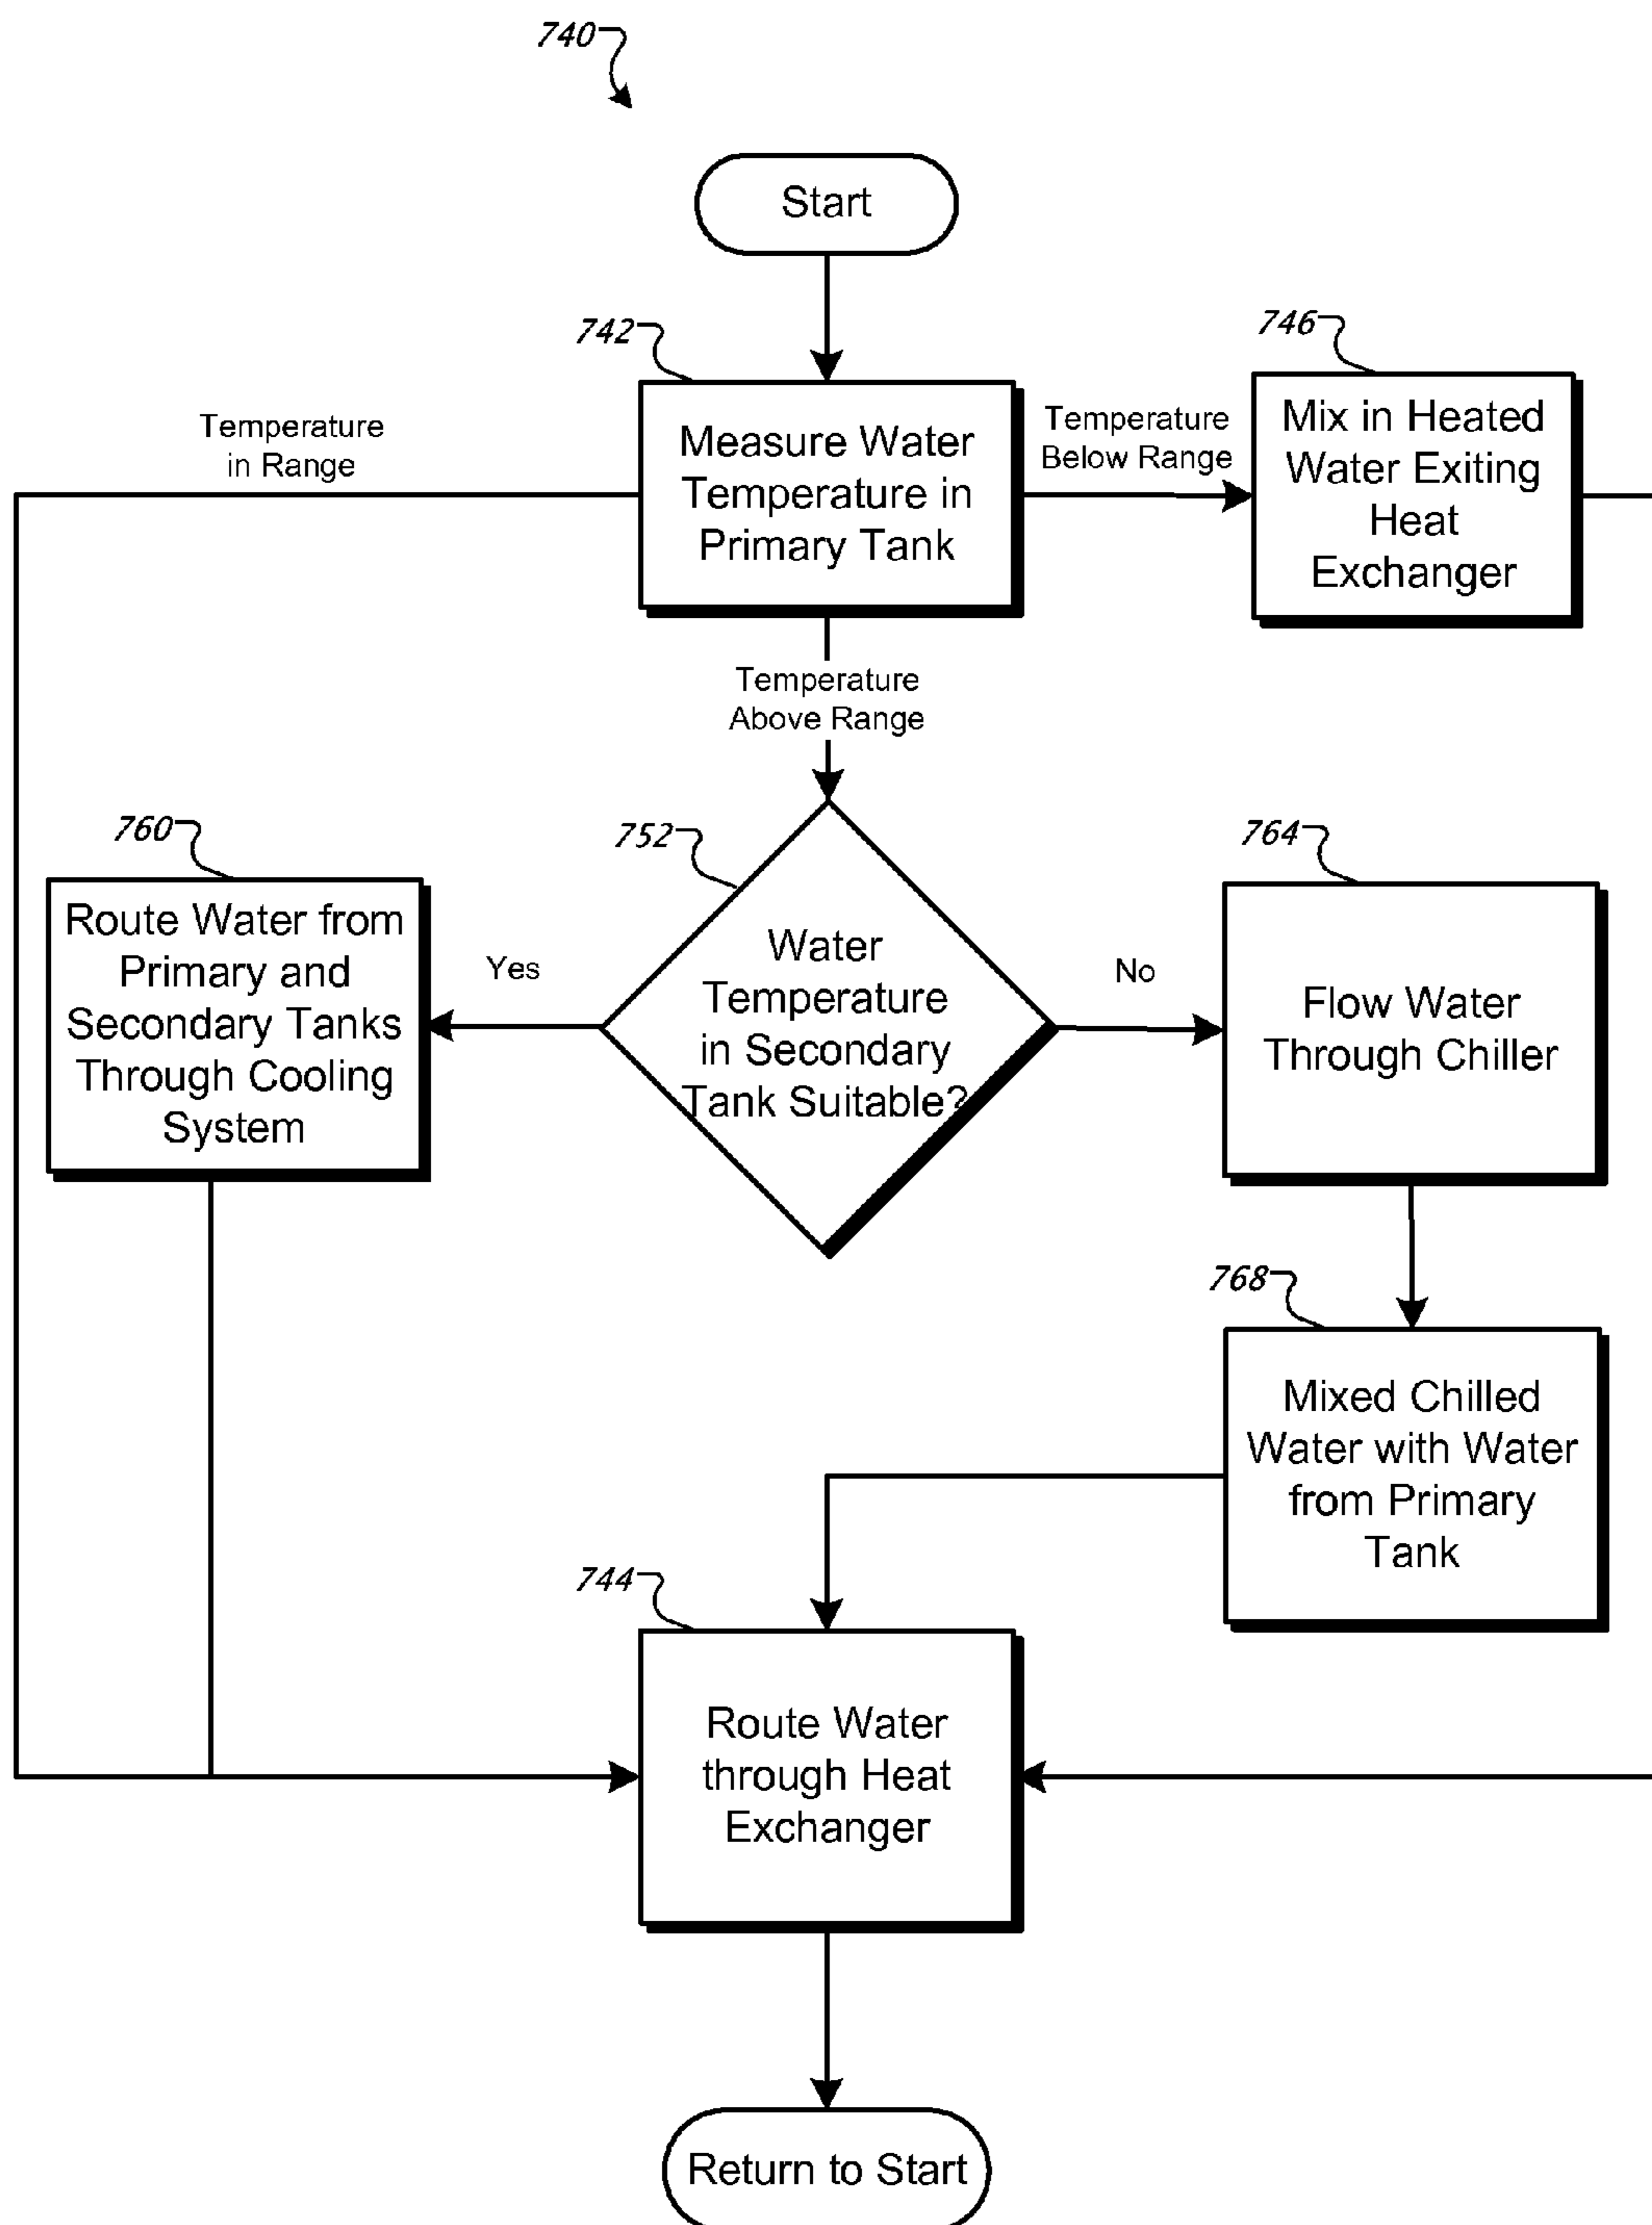 740
Start
742
Measure Water
Temperature in
Primary Tank
Temperature
in Range
Temperature
Below Range
746
Mix in Heated
Water Exiting
Heat
Exchanger
Temperature
Above Range
760
Route Water from
Primary and
Secondary Tanks
Through Cooling
System
Yes
752
Water
Temperature
in Secondary
Tank Suitable?
No
764
Flow Water
Through Chiller
768
Mixed Chilled
Water with Water
from Primary
Tank
744
Route Water
through Heat
Exchanger
Return to Start